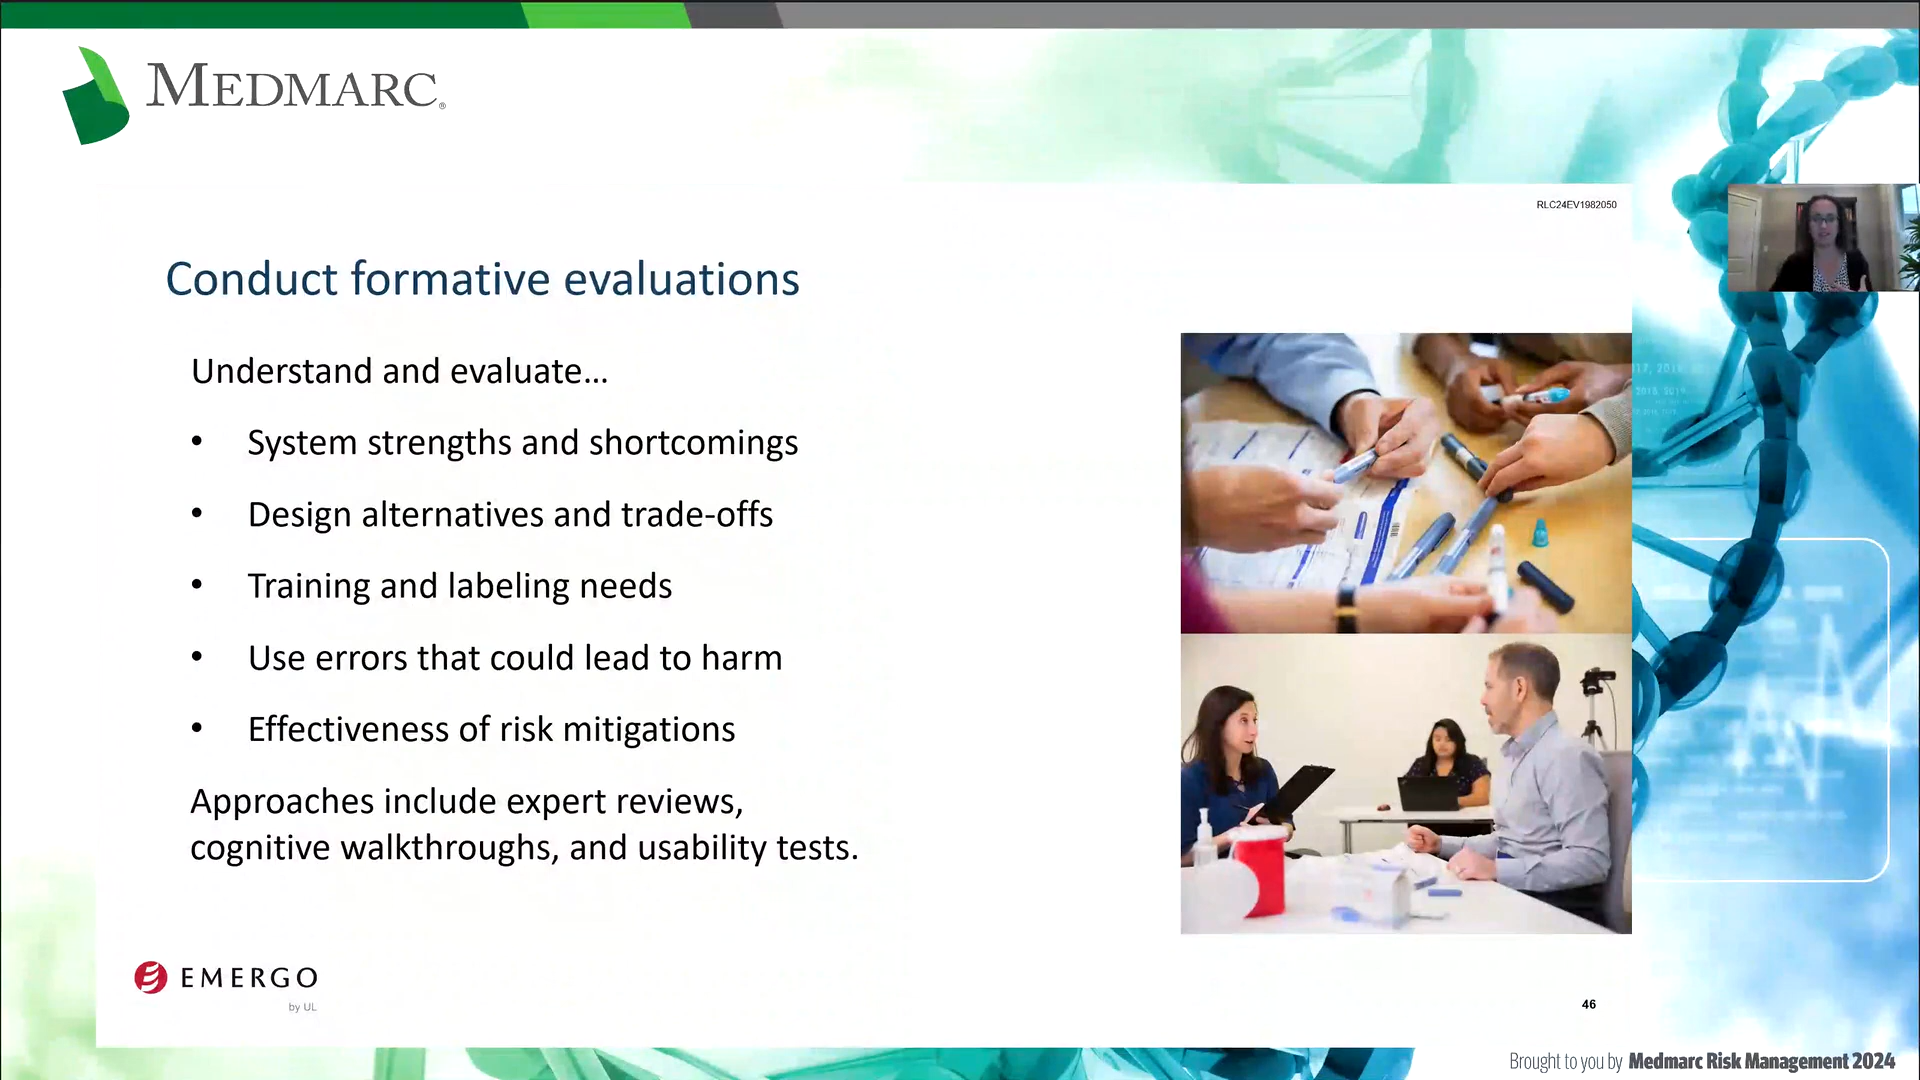 MEDMARC®
RLC24EV1982050
Conduct formative evaluations
Understand and evaluate…
• System strengths and shortcomings
• Design alternatives and trade-offs
• Training and labeling needs
• Use errors that could lead to harm
• Effectiveness of risk mitigations
Approaches include expert reviews,
cognitive walkthroughs, and usability tests.
EMERGO
by UL
46
Brought to you by Medmarc Risk Management 2024